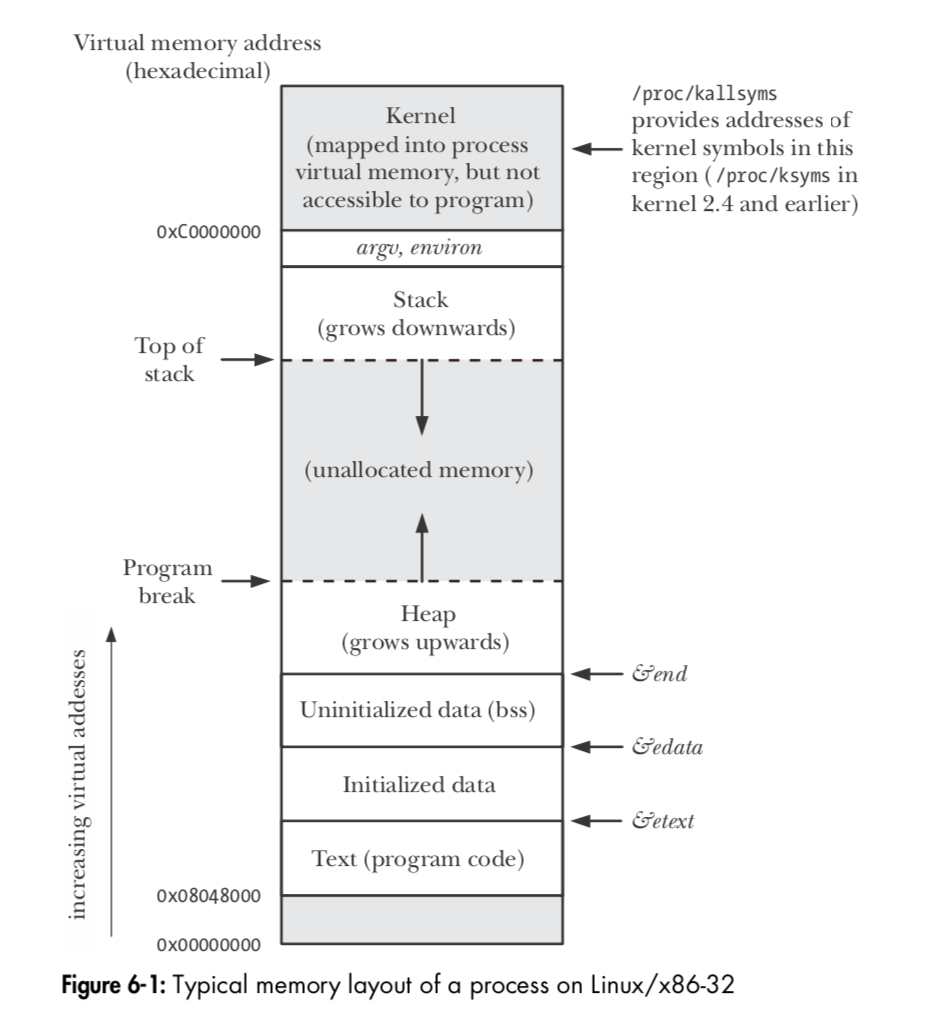 Virtual memory address
(hexadecimal)
Kernel
(mapped into process
virtual memory, but not
accessible to program)
/proc/kallsyms
provides addresses of
kernel symbols in this
region (/proc/ksyms in
kernel 2.4 and earlier)
0xC0000000
argv, environ
Stack
(grows downwards)
Top of
stack
(unallocated memory)
Program
break
Heap
(grows upwards)
&end
Uninitialized data (bss)
&edata
Initialized data
&etext
Text (program code)
0x08048000
0x00000000
increasing virtual addesses
Figure 6-1: Typical memory layout of a process on Linux/x86-32